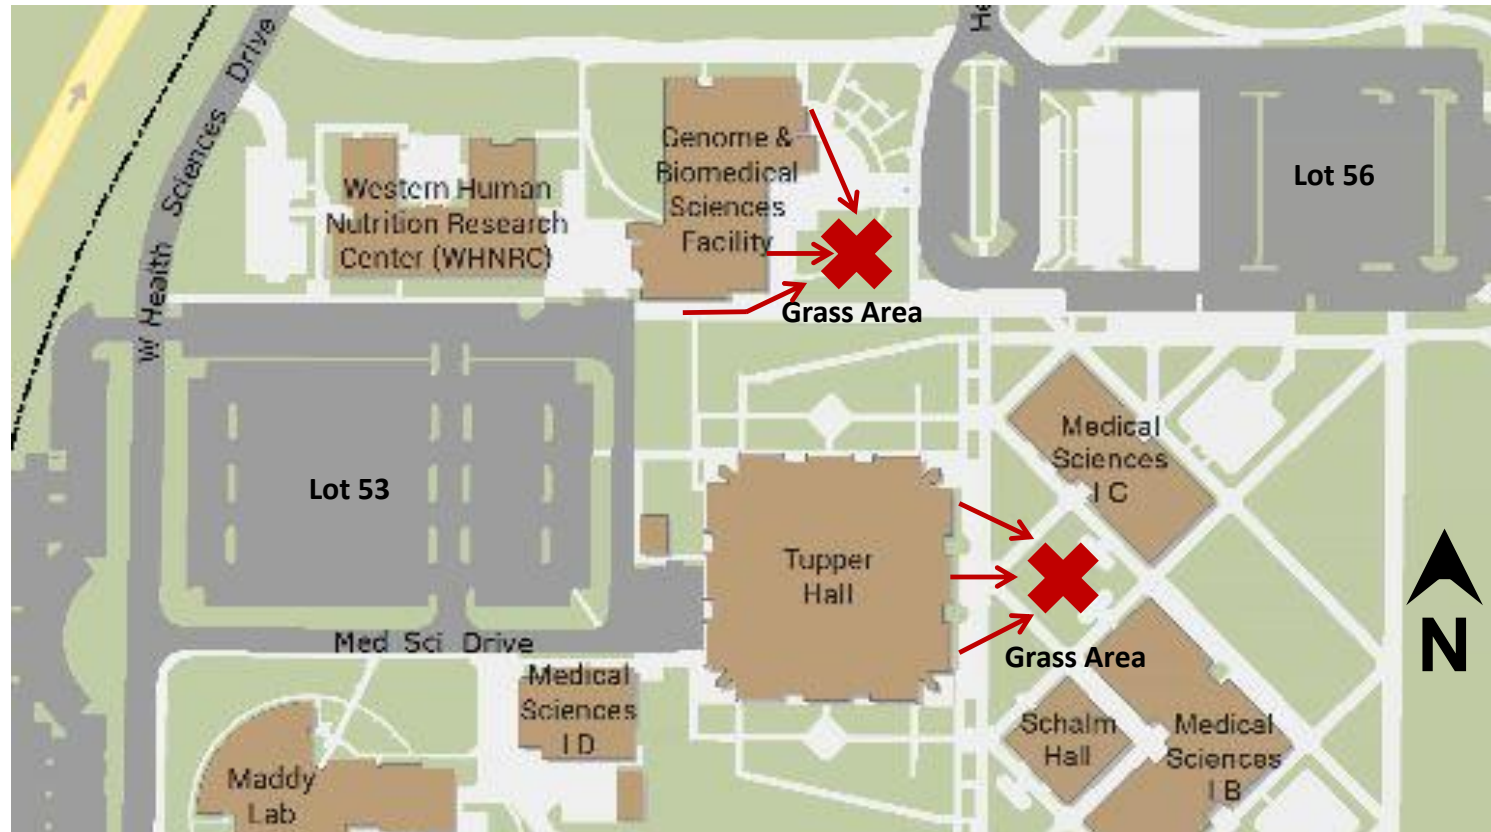 He
W Health Sciences Drive
Genome &
Biomedical
Sciences
Facility
Western Human
Nutrition Research
Center (WHNRC)
Lot 56
Grass Area
Medical
Sciences
I C
Lot 53
Tupper
Hall
N
Med Sci Drive
Grass Area
Medical
Sciences
I D
Schalm
Hall
Medical
Sciences
I B
Maddy
Lab